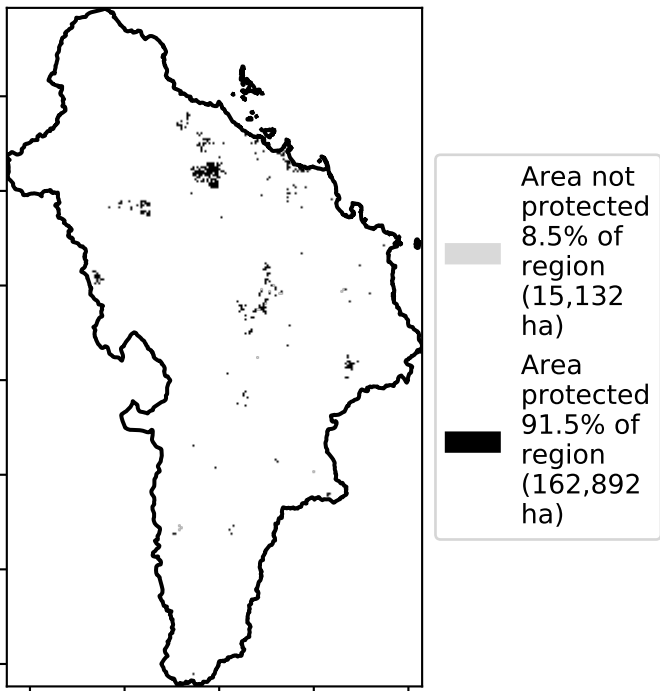 Area not
protected
8.5% of
region
(15,132
ha)
Area
protected
91.5% of
region
(162,892
ha)